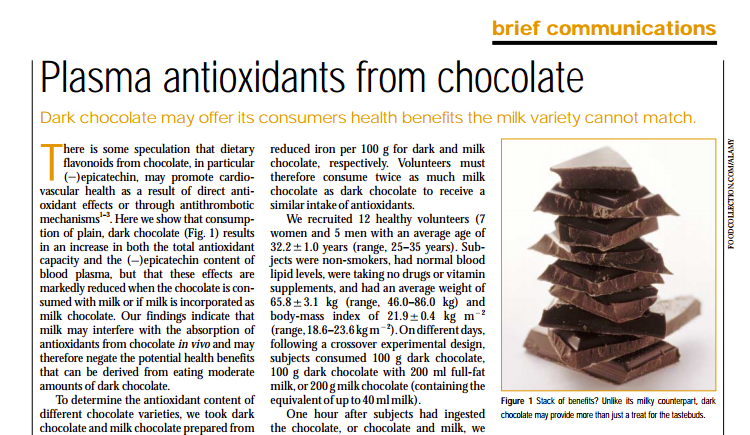 brief communications
Plasma antioxidants from chocolate
Dark chocolate may offer its consumers health benefits the milk variety cannot match.
There is some speculation that dietary
flavonoids from chocolate, in particular
(−)epicatechin, may promote cardio-
vascular health as a result of direct anti-
oxidant effects or through antithrombotic
mechanisms¹⁻³. Here we show that consump-
tion of plain, dark chocolate (Fig. 1) results
in an increase in both the total antioxidant
capacity and the (−)epicatechin content of
blood plasma, but that these effects are
markedly reduced when the chocolate is con-
sumed with milk or if milk is incorporated as
milk chocolate. Our findings indicate that
milk may interfere with the absorption of
antioxidants from chocolate in vivo and may
therefore negate the potential health benefits
that can be derived from eating moderate
amounts of dark chocolate.
To determine the antioxidant content of
different chocolate varieties, we took dark
chocolate and milk chocolate prepared from
reduced iron per 100 g for dark and milk
chocolate, respectively. Volunteers must
therefore consume twice as much milk
chocolate as dark chocolate to receive a
similar intake of antioxidants.
We recruited 12 healthy volunteers (7
women and 5 men with an average age of
32.2 ± 1.0 years (range, 25–35 years). Sub-
jects were non-smokers, had normal blood
lipid levels, were taking no drugs or vitamin
supplements, and had an average weight of
65.8 ± 3.1 kg (range, 46.0–86.0 kg) and
body-mass index of 21.9 ± 0.4 kg m⁻²
(range, 18.6–23.6 kg m⁻²). On different days,
following a crossover experimental design,
subjects consumed 100 g dark chocolate,
100 g dark chocolate with 200 ml full-fat
milk, or 200 g milk chocolate (containing the
equivalent of up to 40 ml milk).
One hour after subjects had ingested
the chocolate, or chocolate and milk, we
FOODCOLLECTION.COM/ALAMY
Figure 1 Stack of benefits? Unlike its milky counterpart, dark
chocolate may provide more than just a treat for the tastebuds.